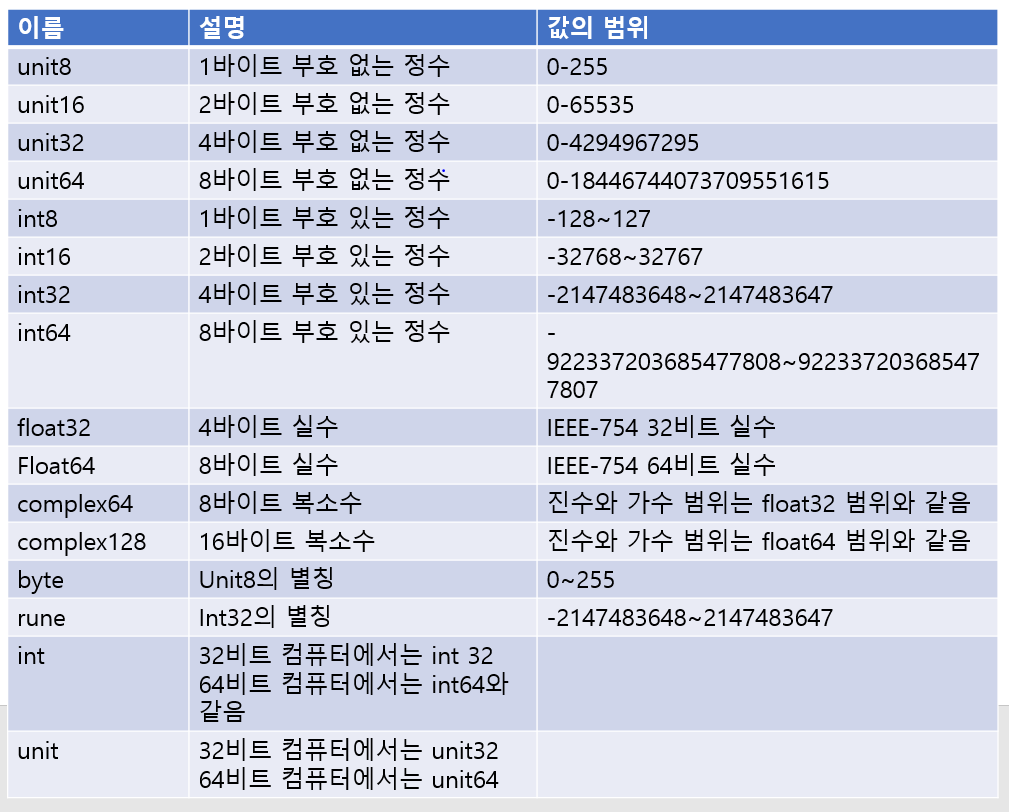 이름 설명 값의 범위
unit8 1바이트 부호 없는 정수 0-255
unit16 2바이트 부호 없는 정수 0-65535
unit32 4바이트 부호 없는 정수 0-4294967295
unit64 8바이트 부호 없는 정수 0-18446744073709551615
int8 1바이트 부호 있는 정수 -128~127
int16 2바이트 부호 있는 정수 -32768~32767
int32 4바이트 부호 있는 정수 -2147483648~2147483647
int64 8바이트 부호 있는 정수 -
922337203685477808~92233720368547
7807
float32 4바이트 실수 IEEE-754 32비트 실수
Float64 8바이트 실수 IEEE-754 64비트 실수
complex64 8바이트 복소수 진수와 가수 범위는 float32 범위와 같음
complex128 16바이트 복소수 진수와 가수 범위는 float64 범위와 같음
byte Unit8의 별칭 0~255
rune Int32의 별칭 -2147483648~2147483647
int 32비트 컴퓨터에서는 int 32
64비트 컴퓨터에서는 int64와
같음
unit 32비트 컴퓨터에서는 unit32
64비트 컴퓨터에서는 unit64